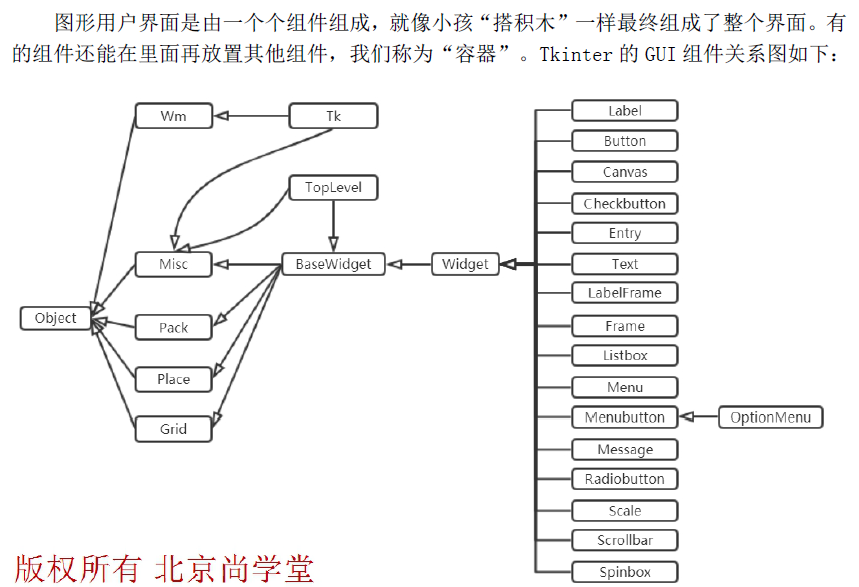 图形用户界面是由一个个组件组成，就像小孩“搭积木”一样最终组成了整个界面。有
的组件还能在里面再放置其他组件，我们称为“容器”。Tkinter 的 GUI 组件关系图如下：
Wm
Tk
TopLevel
Misc
BaseWidget
Widget
Object
Pack
Place
Grid
Label
Button
Canvas
Checkbutton
Entry
Text
LabelFrame
Frame
Listbox
Menu
Menubutton
OptionMenu
Message
Radiobutton
Scale
Scrollbar
Spinbox
版权所有 北京尚学堂